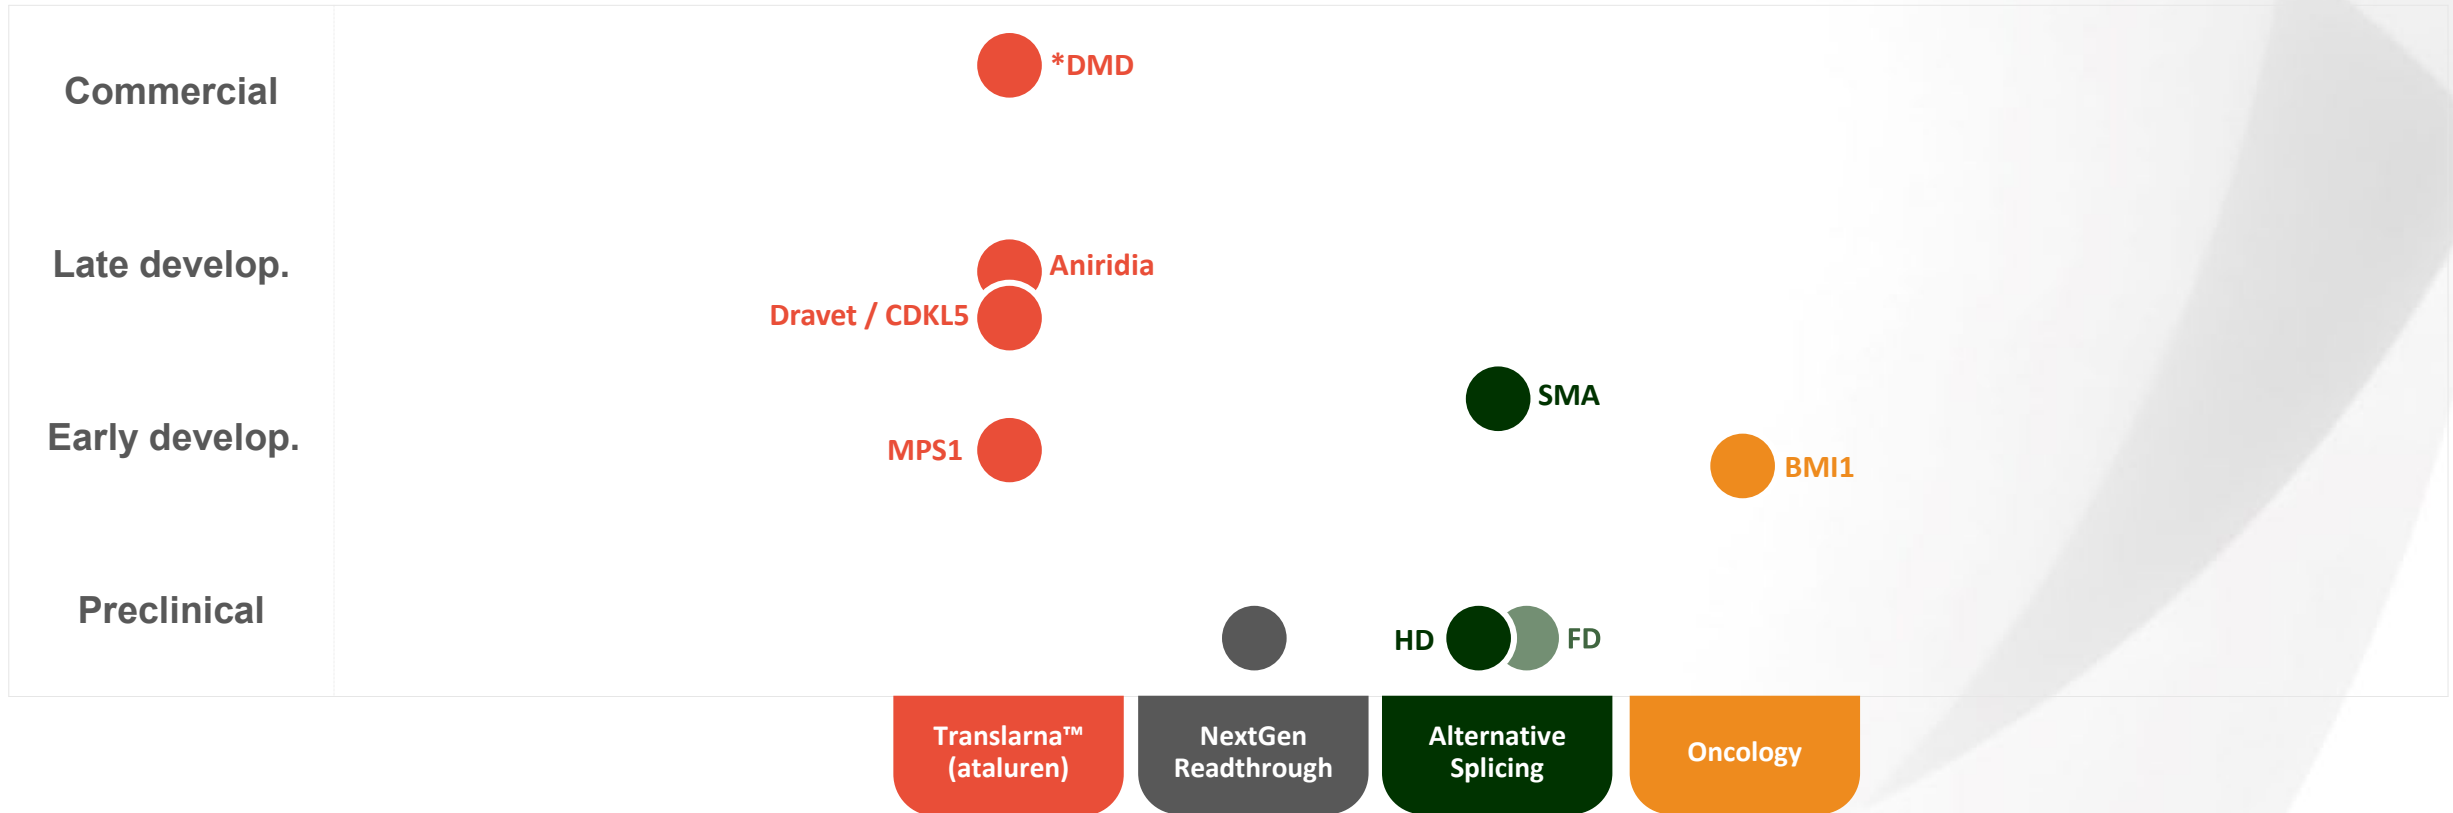 Commercial
*DMD
Late develop.
Aniridia
Dravet / CDKL5
SMA
Early develop.
MPS1
BMI1
Preclinical
HD
FD
Translarna™
(ataluren)
NextGen
Readthrough
Alternative
Splicing
Oncology